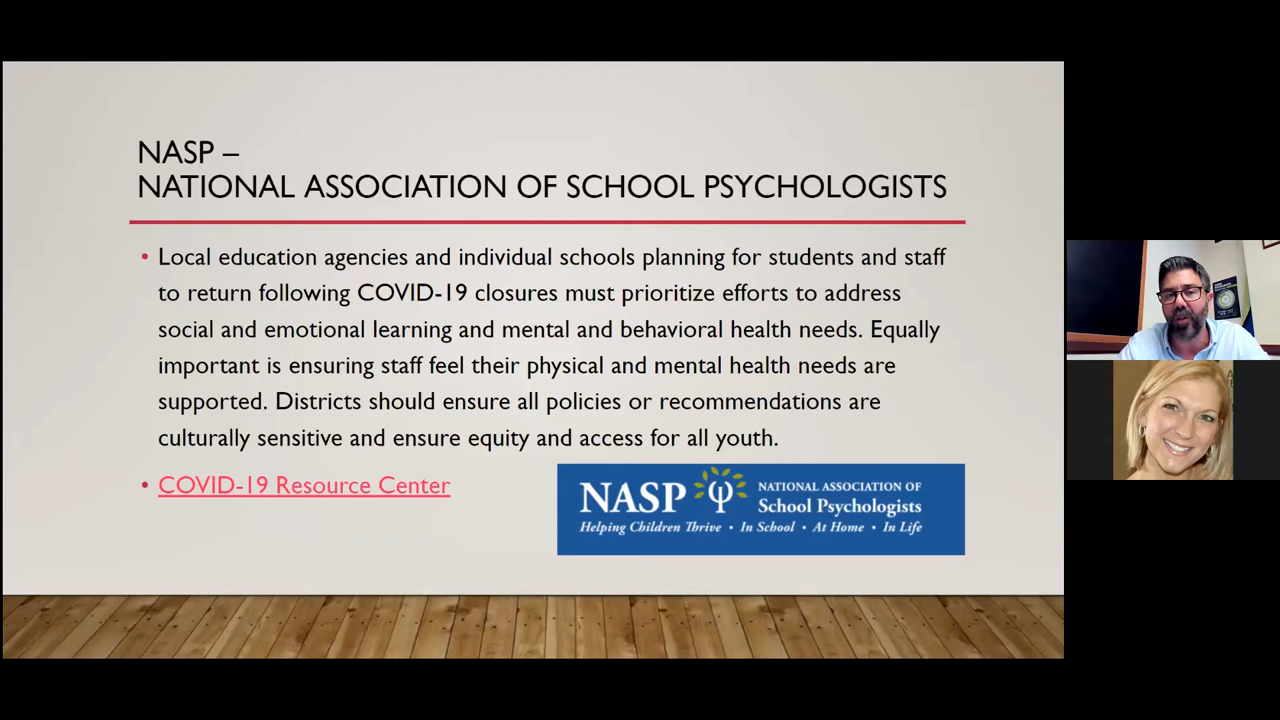 NASP –
NATIONAL ASSOCIATION OF SCHOOL PSYCHOLOGISTS
• Local education agencies and individual schools planning for students and staff
to return following COVID-19 closures must prioritize efforts to address
social and emotional learning and mental and behavioral health needs. Equally
important is ensuring staff feel their physical and mental health needs are
supported. Districts should ensure all policies or recommendations are
culturally sensitive and ensure equity and access for all youth.
• COVID-19 Resource Center
NASP
NATIONAL ASSOCIATION OF
School Psychologists
Helping Children Thrive • In School • At Home • In Life